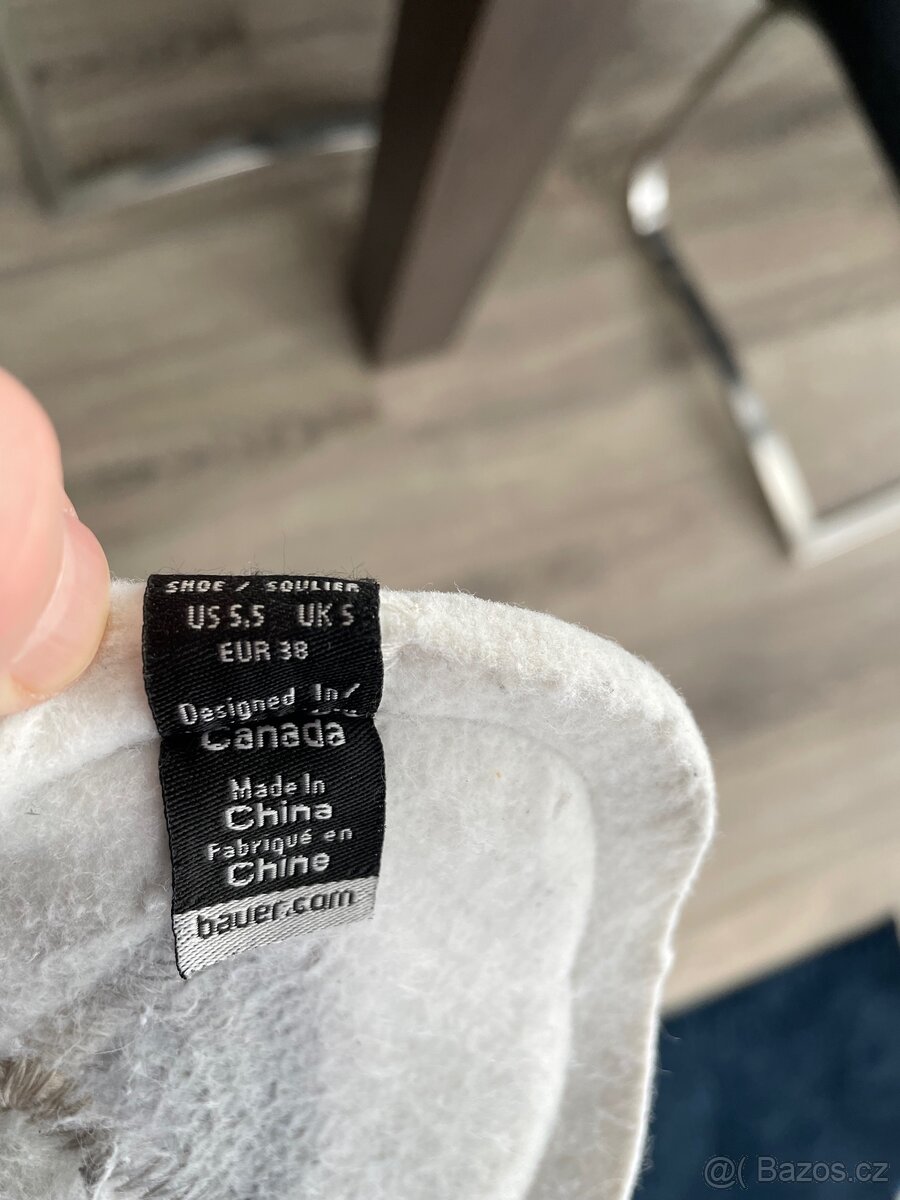 SHOE / SOULIER
US 5,5 UK 5
EUR 38
Designed In/
Canada
Made In
China
Fabriqué en
Chine
bauer.com
@( Bazos.cz